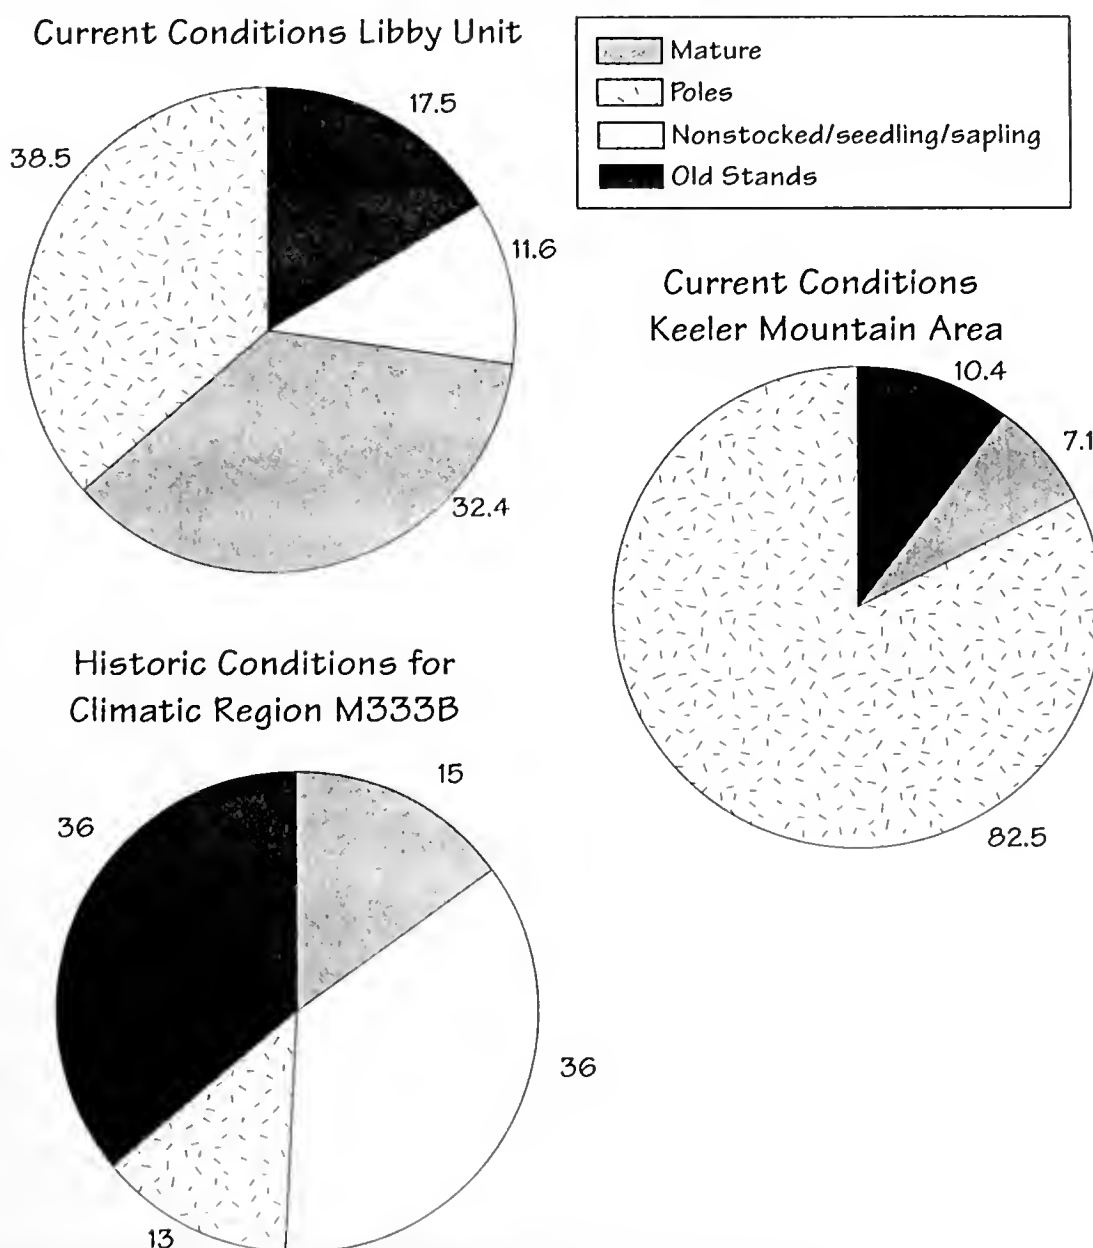 Current Conditions Libby Unit
17.5
38.5
11.6
32.4
Mature
Poles
Nonstocked/seedling/sapling
Old Stands
Current Conditions
Keeler Mountain Area
10.4
7.1
82.5
Historic Conditions for
Climatic Region M333B
15
36
36
13